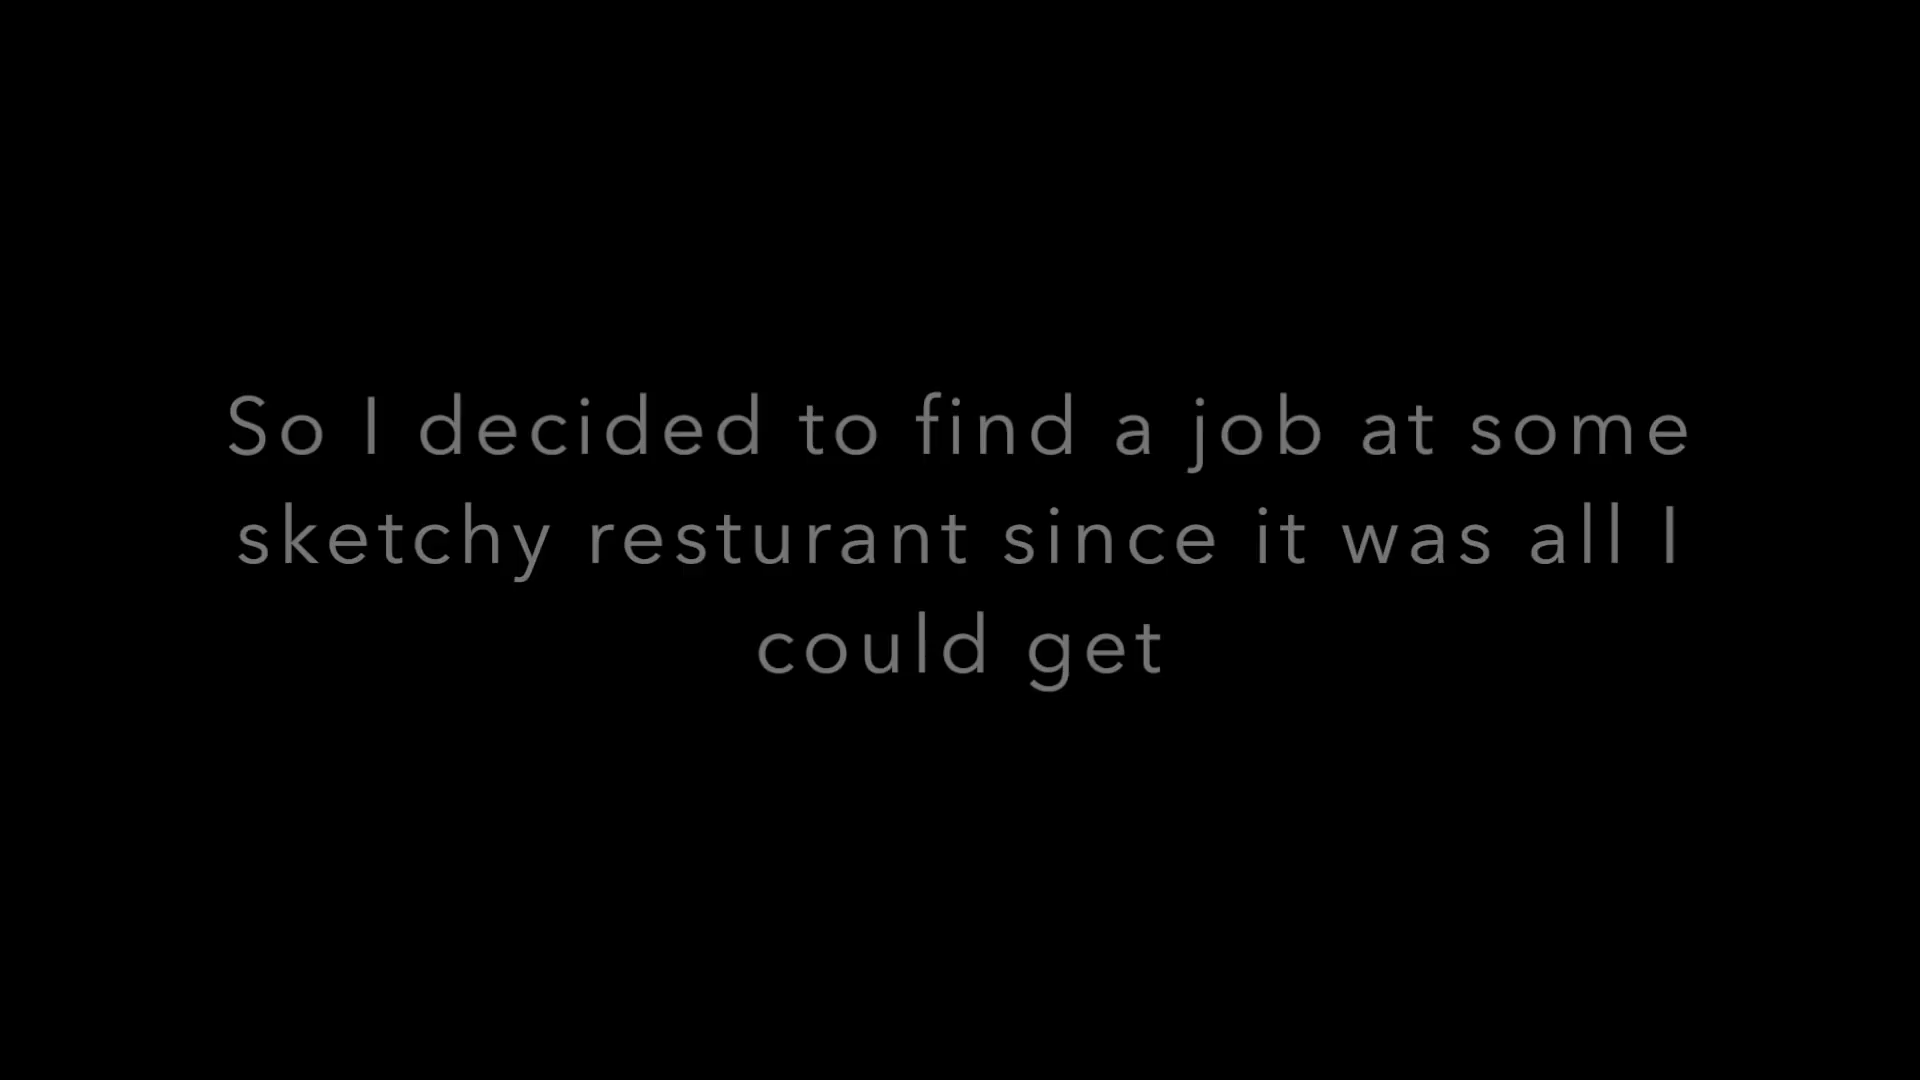 So I decided to find a job at some
sketchy resturant since it was all I
could get